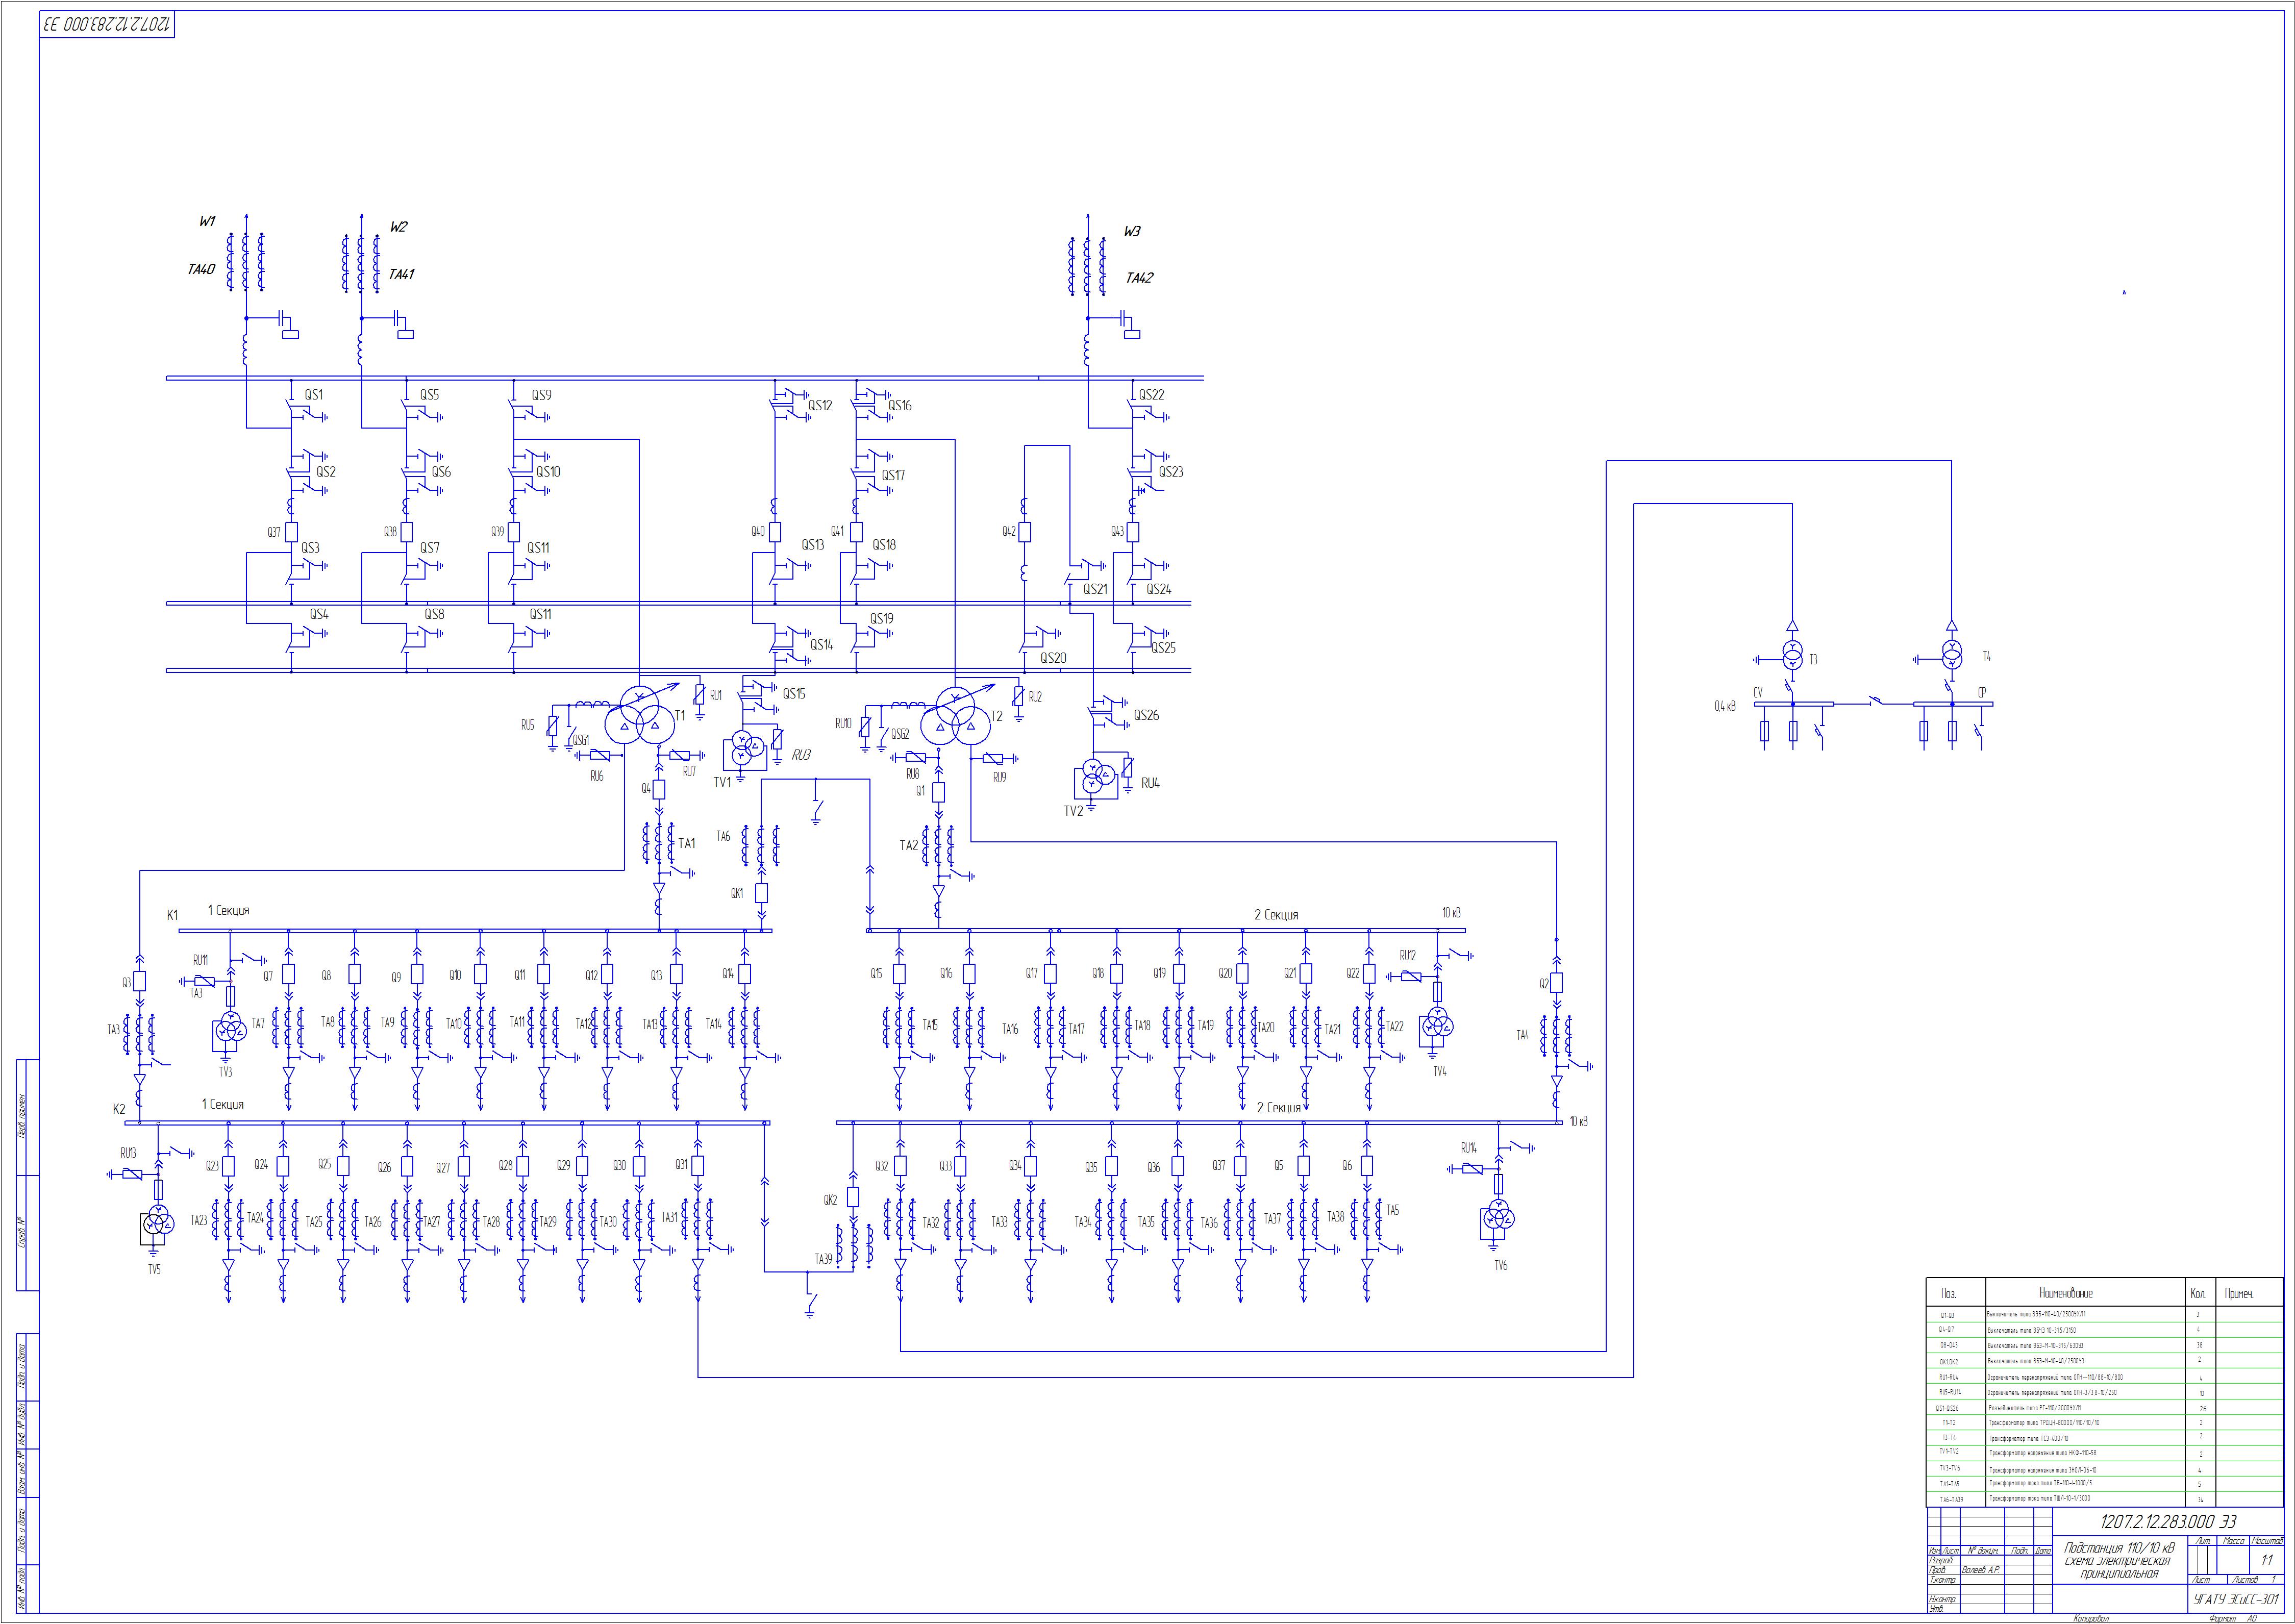 1207.2.12.283.000 ЭЗ
W1
W2
W3
TA40
TA41
TA42
QS1
QS5
QS9
QS12
QS16
QS22
QS2
QS6
QS10
QS17
QS23
Q37
Q38
Q39
Q40
Q41
Q42
Q43
QS3
QS7
QS11
QS13
QS18
QS21
QS24
QS4
QS8
QS11
QS14
QS19
QS20
QS25
T3
T4
RU1
QS15
RU2
QS26
CV
CP
0,4 кВ
RU5
QSG1
T1
RU10
QSG2
T2
RU6
RU7
RU3
RU8
RU9
TV1
RU4
TV2
Q4
Q1
TA1
TA6
TA2
QK1
K1
1 Секция
2 Секция
10 кВ
Q3
RU11
TA3
Q7
Q8
Q9
Q10
Q11
Q12
Q13
Q14
Q15
Q16
Q17
Q18
Q19
Q20
Q21
Q22
RU12
Q2
TA3
TA7
TA8
TA9
TA10
TA11
TA12
TA13
TA14
TA15
TA16
TA17
TA18
TA19
TA20
TA21
TA22
TA4
TV3
TV4
K2
1 Секция
2 Секция
10 кВ
RU13
Q23
Q24
Q25
Q26
Q27
Q28
Q29
Q30
Q31
Q32
Q33
Q34
Q35
Q36
Q37
Q5
Q6
RU14
QK2
TA23
TA24
TA25
TA26
TA27
TA28
TA29
TA30
TA31
TA39
TA32
TA33
TA34
TA35
TA36
TA37
TA38
TA5
TV5
TV6
Поз. Наименование Кол. Примеч.
Q1-Q3 Выключатель типа ВЭБ-110-40/2500УХЛ1 3
Q4-Q7 Выключатель типа ВБЧЭ 10-31.5/3150 4
Q8-Q43 Выключатель типа ВБЭ-М-10-31.5/630У3 38
QK1,QK2 Выключатель типа ВБЭ-М-10-40/2500У3 2
RU1-RU4 Ограничитель перенапряжений типа ОПН-110/88-10/800 4
RU5-RU14 Ограничитель перенапряжений типа ОПН-3/3.8-10/250 10
QS1-QS26 Разъединитель типа РГ-110/2000УХЛ1 26
T1-T2 Трансформатор типа ТРДЦН-80000/110/10/10 2
T3-T4 Трансформатор типа ТСЗ-400/10 2
TV1-TV2 Трансформатор напряжения типа НКФ-110-58 2
TV3-TV6 Трансформатор напряжения типа ЗНОЛ-06-10 4
TA1-TA5 Трансформатор тока типа ТВ-110-I-1000/5 5
TA6-TA39 Трансформатор тока типа ТШЛ-10-1/3000 34
1207.2.12.283.000 ЭЗ
Подстанция 110/10 кВ
схема электрическая
принципиальная
Лит. Масса Масштаб
1:1
Лист Листов 1
УГАТУ ЭСиСС-301
Изм. Лист № докум. Подп. Дата
Разраб.
Пров. Валеев А.Р.
Т.контр.
Н.контр.
Утв.
Копировал Формат А0
Перв. примен.
Справ. №
Подп. и дата
Инв. № дубл.
Взам. инв. №
Подп. и дата
Инв. № подл.